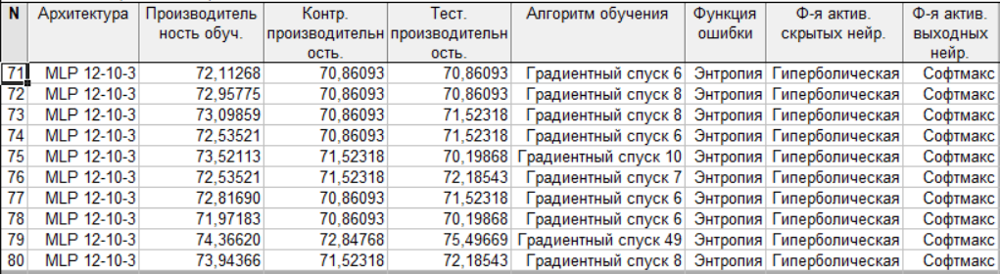 N Архитектура Производитель Контр. Тест. Алгоритм обучения Функция Ф-я актив. Ф-я актив.
ность обуч. производительн производительн ошибки скрытых нейр. выходных
ость. ость. нейр.
71 MLP 12-10-3 72,11268 70,86093 70,86093 Градиентный спуск 6 Энтропия Гиперболическая Софтмакс
72 MLP 12-10-3 72,95775 70,86093 70,86093 Градиентный спуск 8 Энтропия Гиперболическая Софтмакс
73 MLP 12-10-3 73,09859 70,86093 71,52318 Градиентный спуск 8 Энтропия Гиперболическая Софтмакс
74 MLP 12-10-3 72,53521 70,86093 71,52318 Градиентный спуск 6 Энтропия Гиперболическая Софтмакс
75 MLP 12-10-3 73,52113 71,52318 70,19868 Градиентный спуск 10 Энтропия Гиперболическая Софтмакс
76 MLP 12-10-3 72,53521 71,52318 72,18543 Градиентный спуск 7 Энтропия Гиперболическая Софтмакс
77 MLP 12-10-3 72,81690 70,86093 71,52318 Градиентный спуск 6 Энтропия Гиперболическая Софтмакс
78 MLP 12-10-3 71,97183 70,86093 70,19868 Градиентный спуск 6 Энтропия Гиперболическая Софтмакс
79 MLP 12-10-3 74,36620 72,84768 75,49669 Градиентный спуск 49 Энтропия Гиперболическая Софтмакс
80 MLP 12-10-3 73,94366 71,52318 72,18543 Градиентный спуск 8 Энтропия Гиперболическая Софтмакс